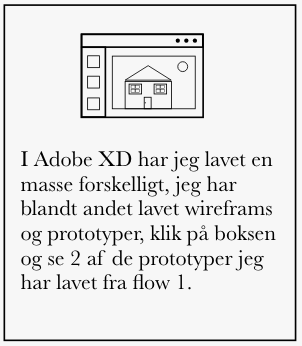 I Adobe XD har jeg lavet en
masse forskelligt, jeg har
blandt andet lavet wireframs
og prototyper, klik på boksen
og se 2 af de prototyper jeg
har lavet fra flow 1.